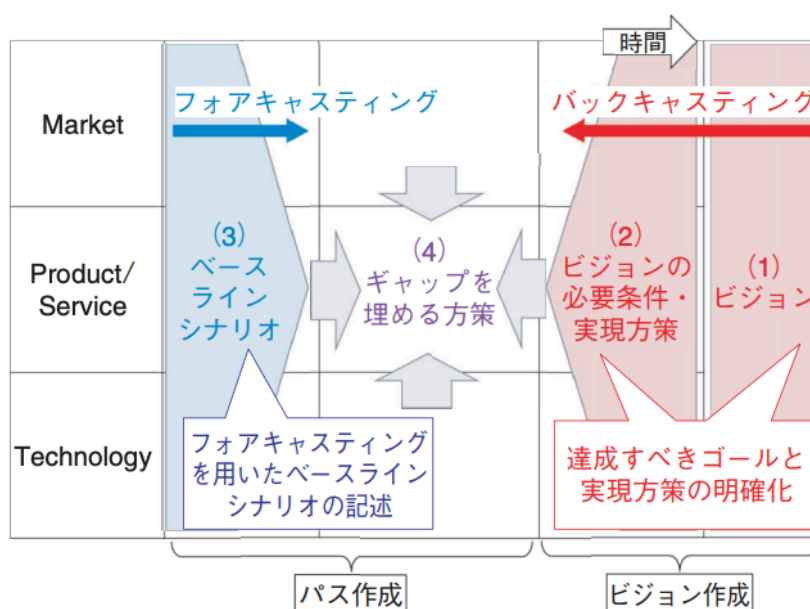 時間
Market
フォアキャスティング
バックキャスティング
Product/
Service
(3)
ベース
ライン
シナリオ
(4)
ギャップを
埋める方策
(2)
ビジョンの
必要条件・
実現方策
(1)
ビジョン
Technology
フォアキャスティング
を用いたベースライン
シナリオの記述
達成すべきゴールと
実現方策の明確化
パス作成
ビジョン作成